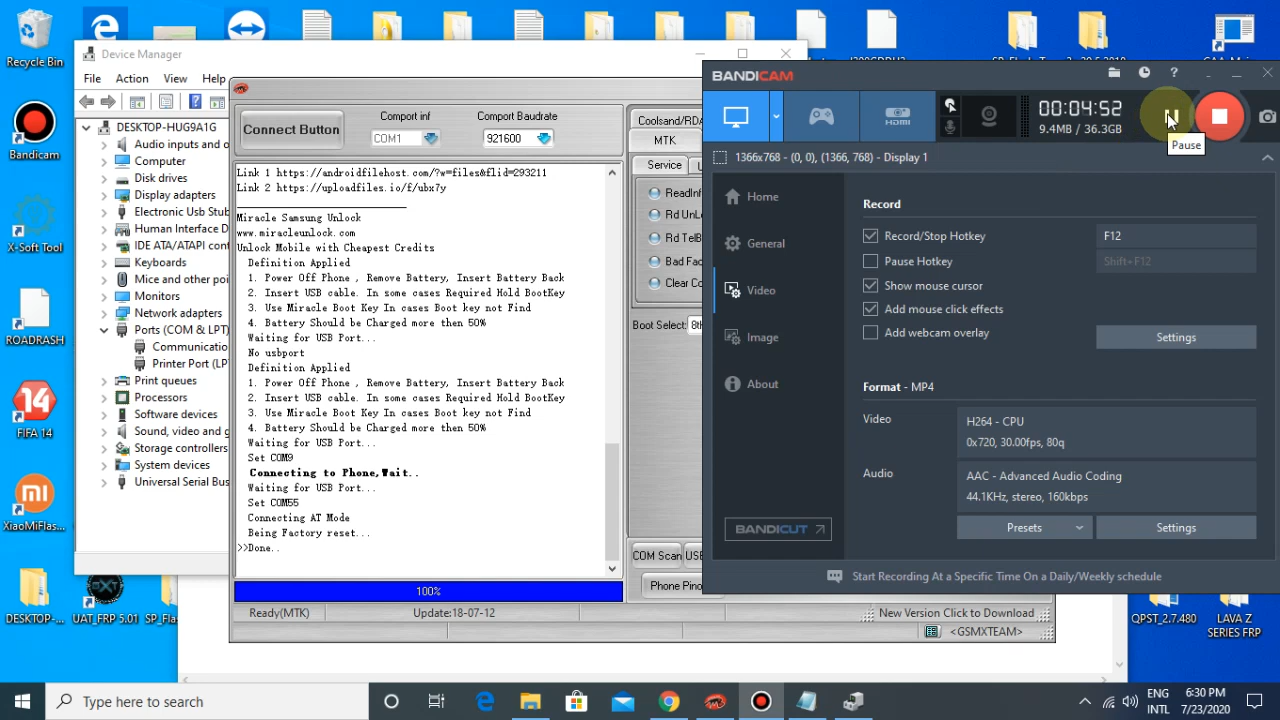 Recycle Bin
Bandicam
X-Soft Tool
ROADRASH
FIFA 14
XiaoMiFlas...
DESKTOP-...
UAT_FRP 5.01
SP_Fla
QPST_2.7.480
LAVA Z
SERIES FRP
Device Manager
File Action View Help
DESKTOP-HUG9A1G
Audio inputs and
Computer
Disk drives
Display adapters
Electronic Usb Stub
Human Interface D
IDE ATA/ATAPI cont
Keyboards
Mice and other poi
Monitors
Network adapters
Ports (COM & LPT)
Communicatio
Printer Port (LPT
Print queues
Processors
Software devices
Sound, video and g
Storage controllers
System devices
Universal Serial Bus
Connect Button
Comport inf
COM1
Comport Baudrate
921600
Link 1 https://androidfilehost.com/?w=files&flid=293211
Link 2 https://uploadfiles.io/f/ubx7y
Miracle Samsung Unlock
www.miracleunlock.com
Unlock Mobile with Cheapest Credits
Definition Applied
1. Power Off Phone , Remove Battery, Insert Battery Back
2. Insert USB cable. In some cases Required Hold BootKey
3. Use Miracle Boot Key In cases Boot key not Find
4. Battery Should be Charged more then 50%
Waiting for USB Port...
No usbport
Definition Applied
1. Power Off Phone , Remove Battery, Insert Battery Back
2. Insert USB cable. In some cases Required Hold BootKey
3. Use Miracle Boot Key In cases Boot key not Find
4. Battery Should be Charged more then 50%
Waiting for USB Port...
Set COM9
Connecting to Phone,Wait..
Waiting for USB Port...
Set COM55
Connecting AT Mode
Being Factory reset...
>>Done..
100%
Ready(MTK)
Update:18-07-12
New Version Click to Download
<GSMXTEAM>
Coolsand/RDA
MTK
Service
ReadInf
Rd UnL
Rd TelB
Bad Fac
Clear Co
Boot Select: 8th
COM Scan
USB
Phone Pino
BANDICAM
00:04:52
9.4MB / 36.3GB
HDMI
Pause
1366x768 - (0, 0), (1366, 768) - Display 1
Home
General
Video
Image
About
BANDICUT
Record
Record/Stop Hotkey
F12
Pause Hotkey
Shift+F12
Show mouse cursor
Add mouse click effects
Add webcam overlay
Settings
Format - MP4
Video
H264 - CPU
0x720, 30.00fps, 80q
Audio
AAC - Advanced Audio Coding
44.1KHz, stereo, 160kbps
Presets
Settings
Start Recording At a Specific Time On a Daily/Weekly schedule
Type here to search
ENG
INTL
6:30 PM
7/23/2020